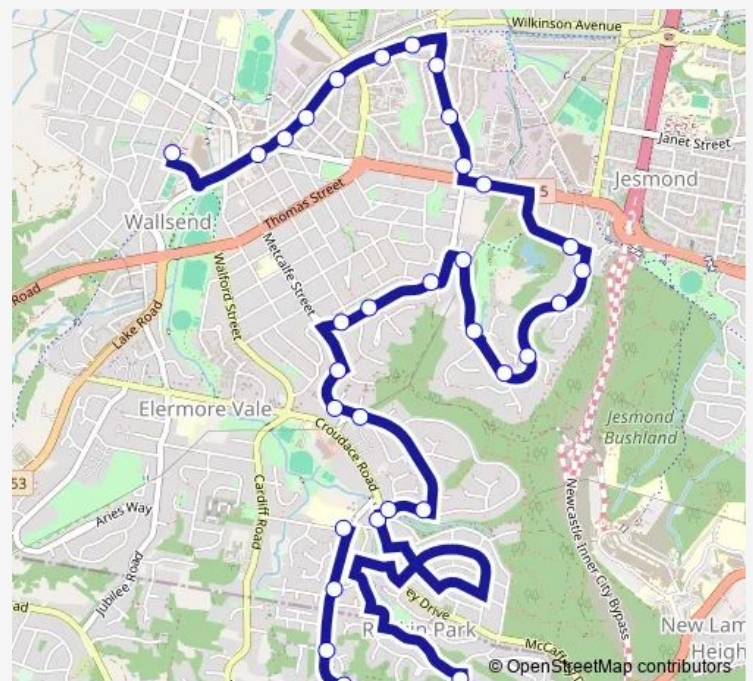 Wilkinson Avenue
Janet Street
Jesmond
5
Thomas Street
Wallsend
Metcalfe Street
Walford Street
Road
Lake Road
Elermore Vale
Croudace Road
Jesmond
Bushland
53
Cardiff Road
Aries Way
Newcastle Inner City Bypass
Jubilee Road
ey Drive
McCaff
New Lam
Heigh
© OpenStreetMap contributors